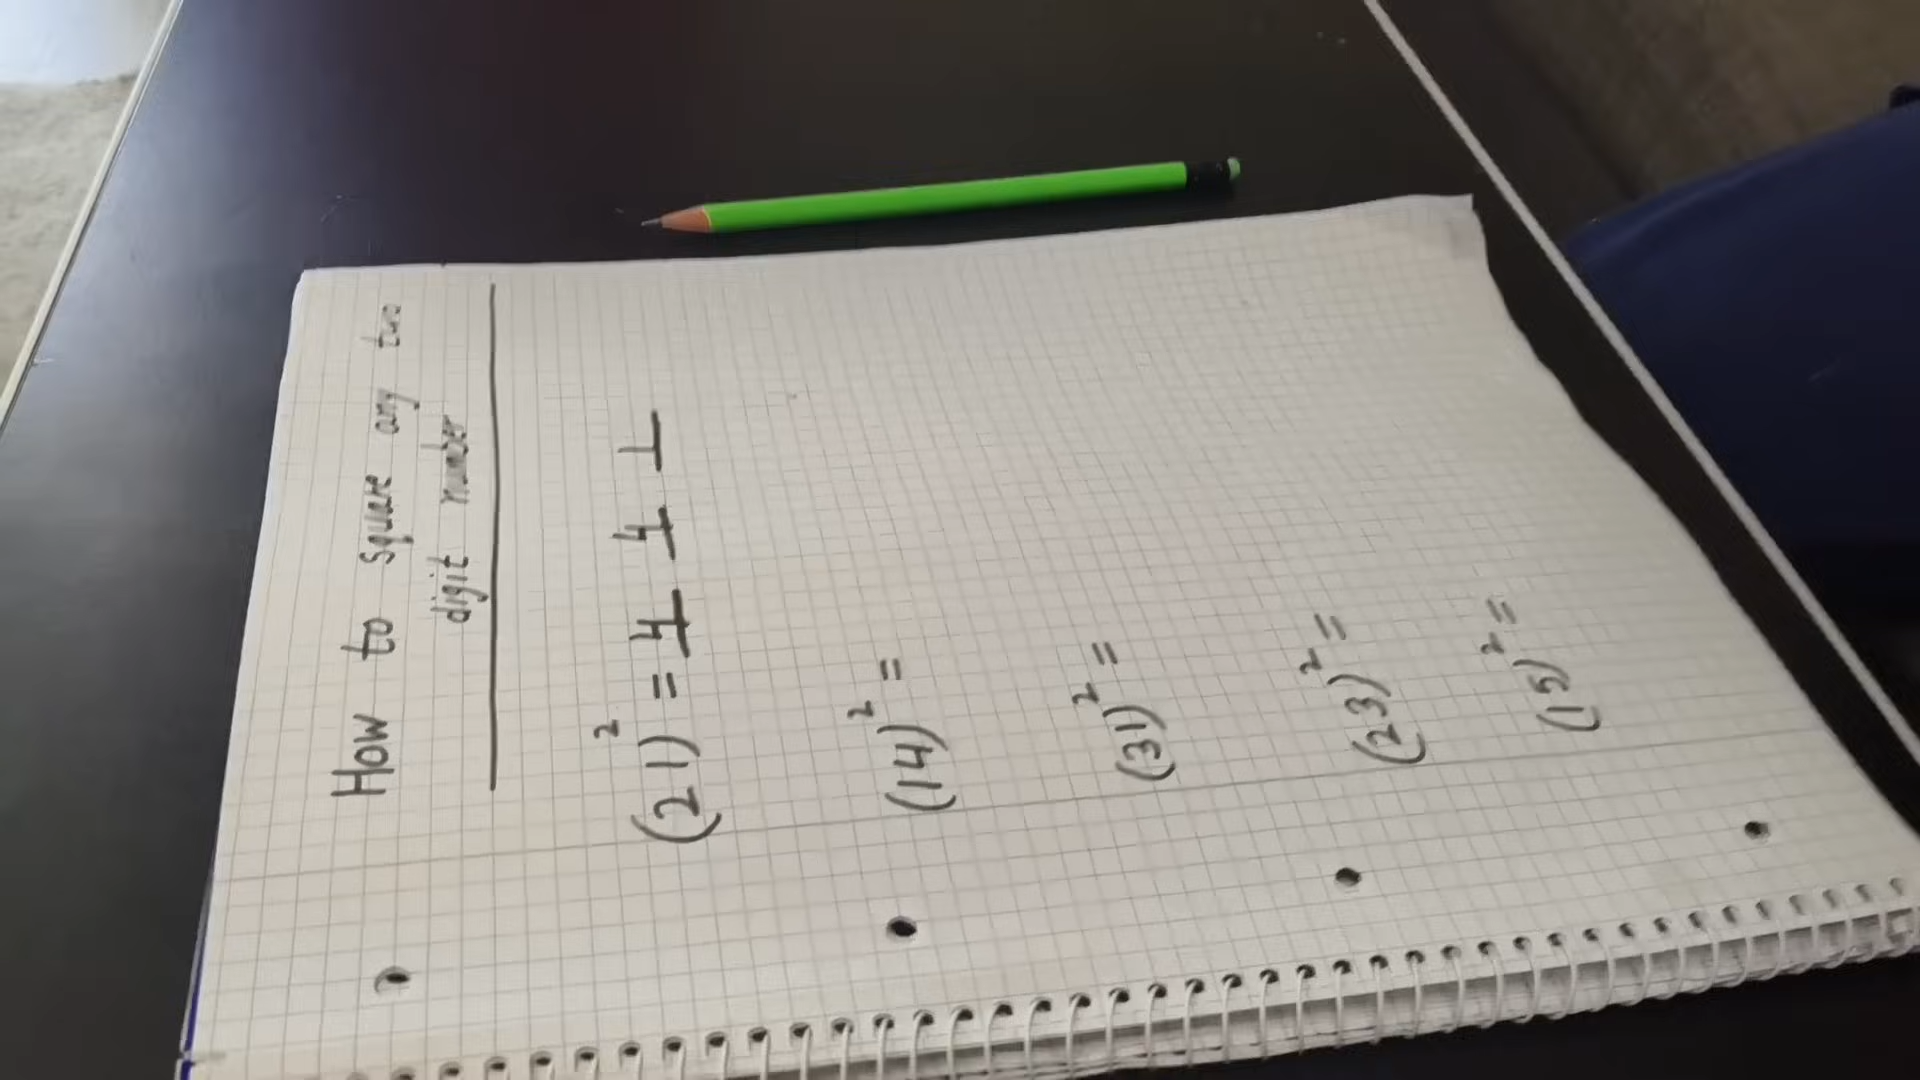 How to square any two
digit number
(21)² = 4 4 1
(14)² =
(31)² =
(23)² =
(15)² =